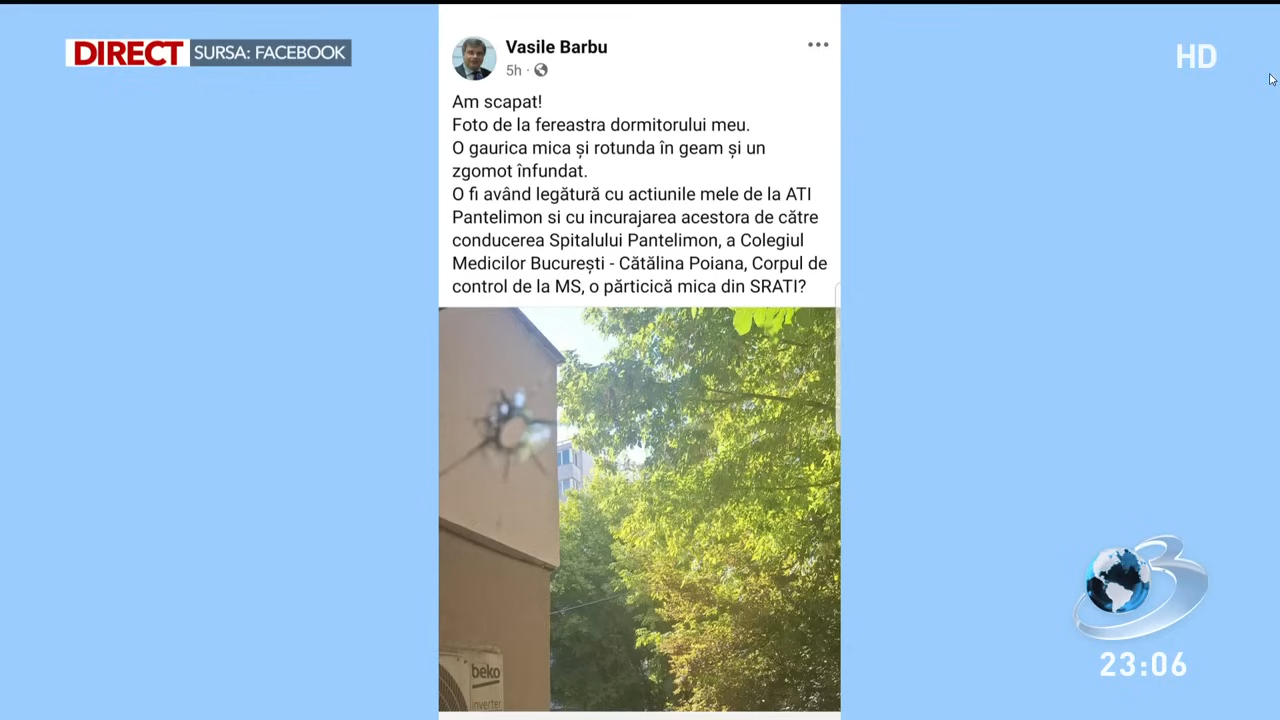 DIRECT SURSA: FACEBOOK
HD
Vasile Barbu
5h ·
Am scapat!
Foto de la fereastra dormitorului meu.
O gaurica mica și rotunda în geam și un
zgomot înfundat.
O fi având legătură cu actiunile mele de la ATI
Pantelimon si cu incurajarea acestora de către
conducerea Spitalului Pantelimon, a Colegiul
Medicilor București - Cătălina Poiana, Corpul de
control de la MS, o părticică mica din SRATI?
beko
inverter
3
23:06